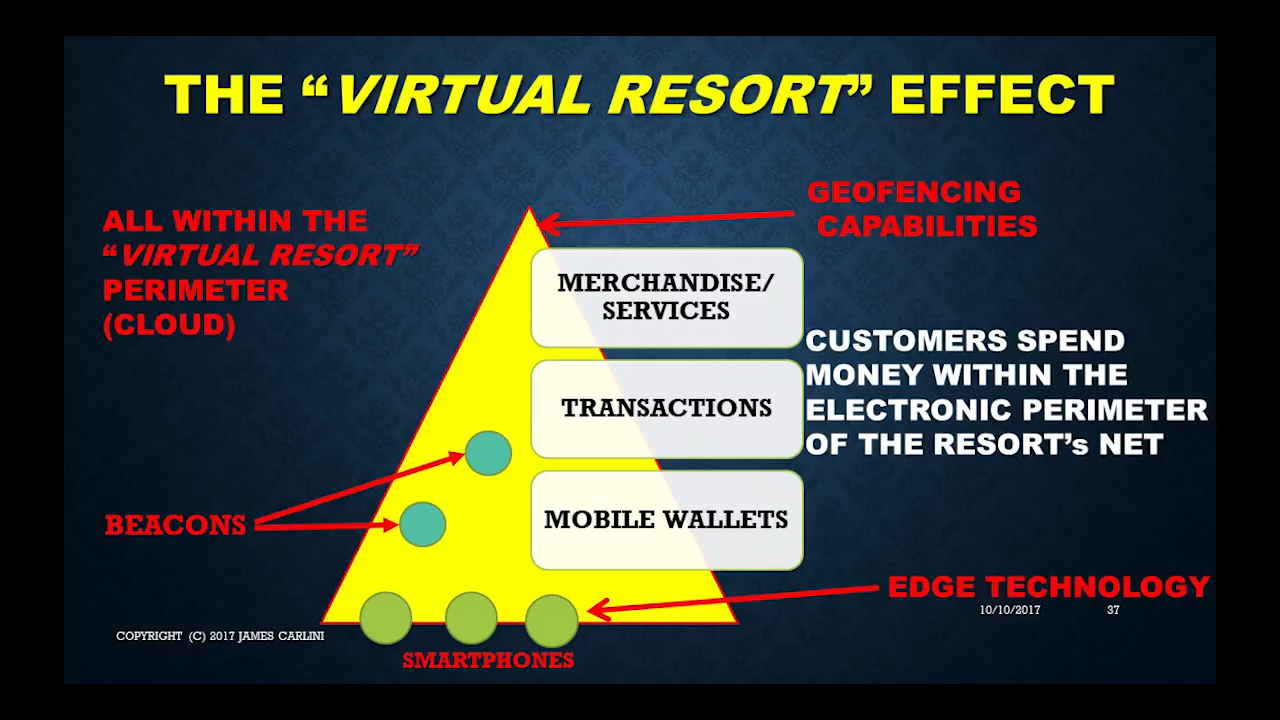 THE “VIRTUAL RESORT” EFFECT
ALL WITHIN THE
“VIRTUAL RESORT”
PERIMETER
(CLOUD)
GEOFENCING
CAPABILITIES
MERCHANDISE/
SERVICES
TRANSACTIONS
MOBILE WALLETS
CUSTOMERS SPEND
MONEY WITHIN THE
ELECTRONIC PERIMETER
OF THE RESORT’s NET
BEACONS
EDGE TECHNOLOGY
10/10/2017
37
COPYRIGHT (C) 2017 JAMES CARLINI
SMARTPHONES